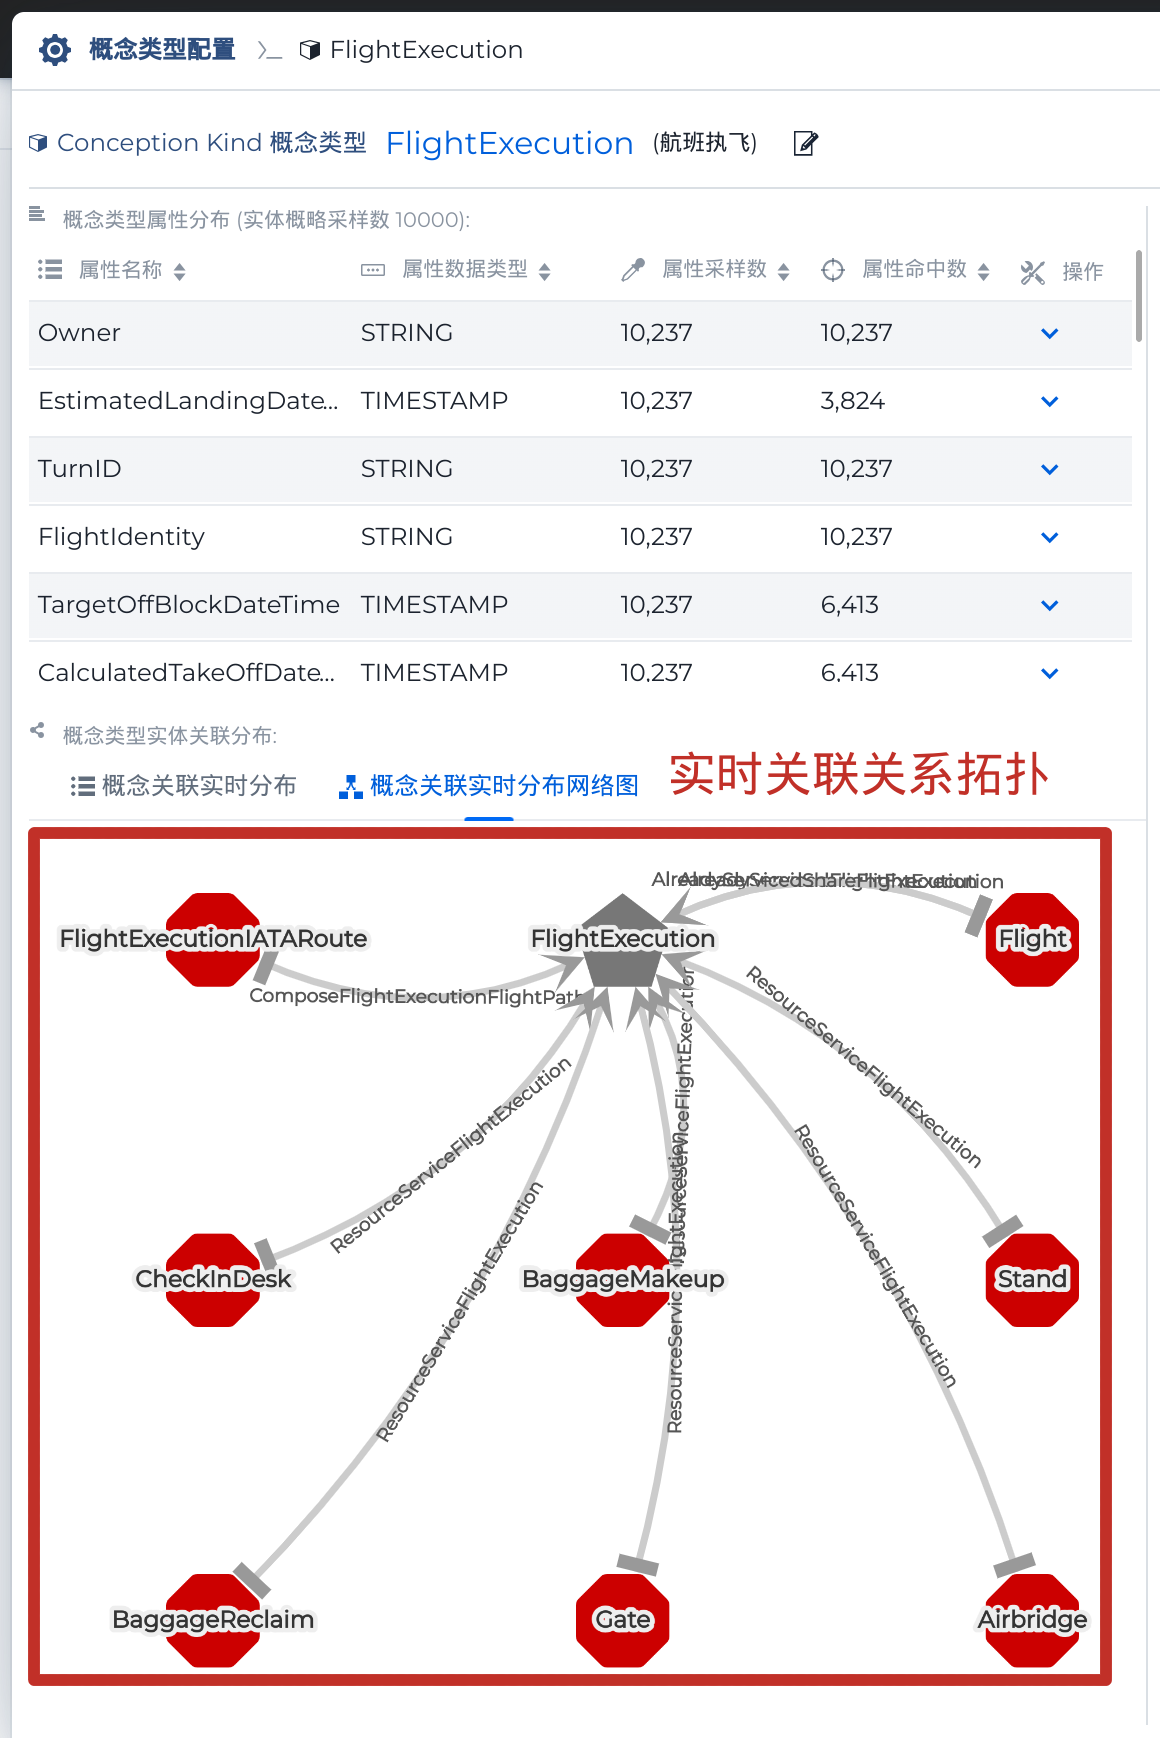 概念类型配置 FlightExecution
Conception Kind 概念类型 FlightExecution (航班执飞)
概念类型属性分布 (实体概略采样数 10000):
属性名称 属性数据类型 属性采样数 属性命中数 操作
Owner STRING 10,237 10,237
EstimatedLandingDate... TIMESTAMP 10,237 3,824
TurnID STRING 10,237 10,237
FlightIdentity STRING 10,237 10,237
TargetOffBlockDateTime TIMESTAMP 10,237 6,413
CalculatedTakeOffDate... TIMESTAMP 10,237 6,413
概念类型实体关联分布:
概念关联实时分布 概念关联实时分布网络图 实时关联关系拓扑
FlightExecutionIATARoute FlightExecution Flight
ComposeFlightExecutionFlightPath
ResourceServiceFlightExecution
ResourceServiceFlightExecution
ResourceServiceFlightExecution
ResourceServiceFlightExecution
CheckInDesk BaggageMakeup Stand
ResourceServiceFlightExecution
BaggageReclaim Gate Airbridge